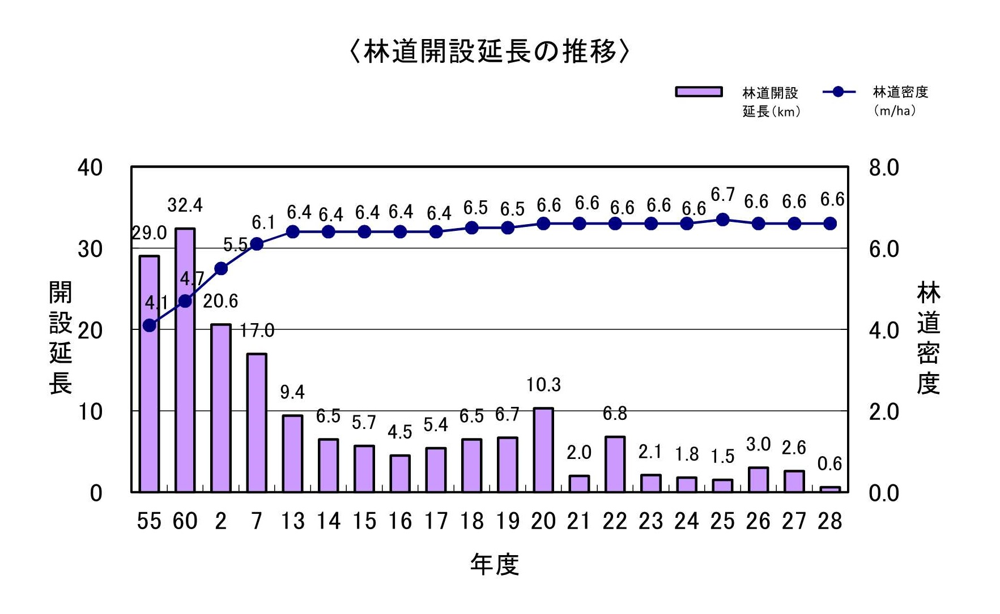 〈林道開設延長の推移〉
林道開設
延長（km）
林道密度
（m/ha）
開設延長
林道密度
40
30
20
10
0
8.0
6.0
4.0
2.0
0.0
29.0 32.4 20.6 17.0 9.4 6.5 5.7 4.5 5.4 6.5 6.7 10.3 2.0 6.8 2.1 1.8 1.5 3.0 2.6 0.6
4.1 4.7 5.5 6.1 6.4 6.4 6.4 6.4 6.4 6.5 6.5 6.6 6.6 6.6 6.6 6.6 6.7 6.6 6.6 6.6
55 60 2 7 13 14 15 16 17 18 19 20 21 22 23 24 25 26 27 28
年度